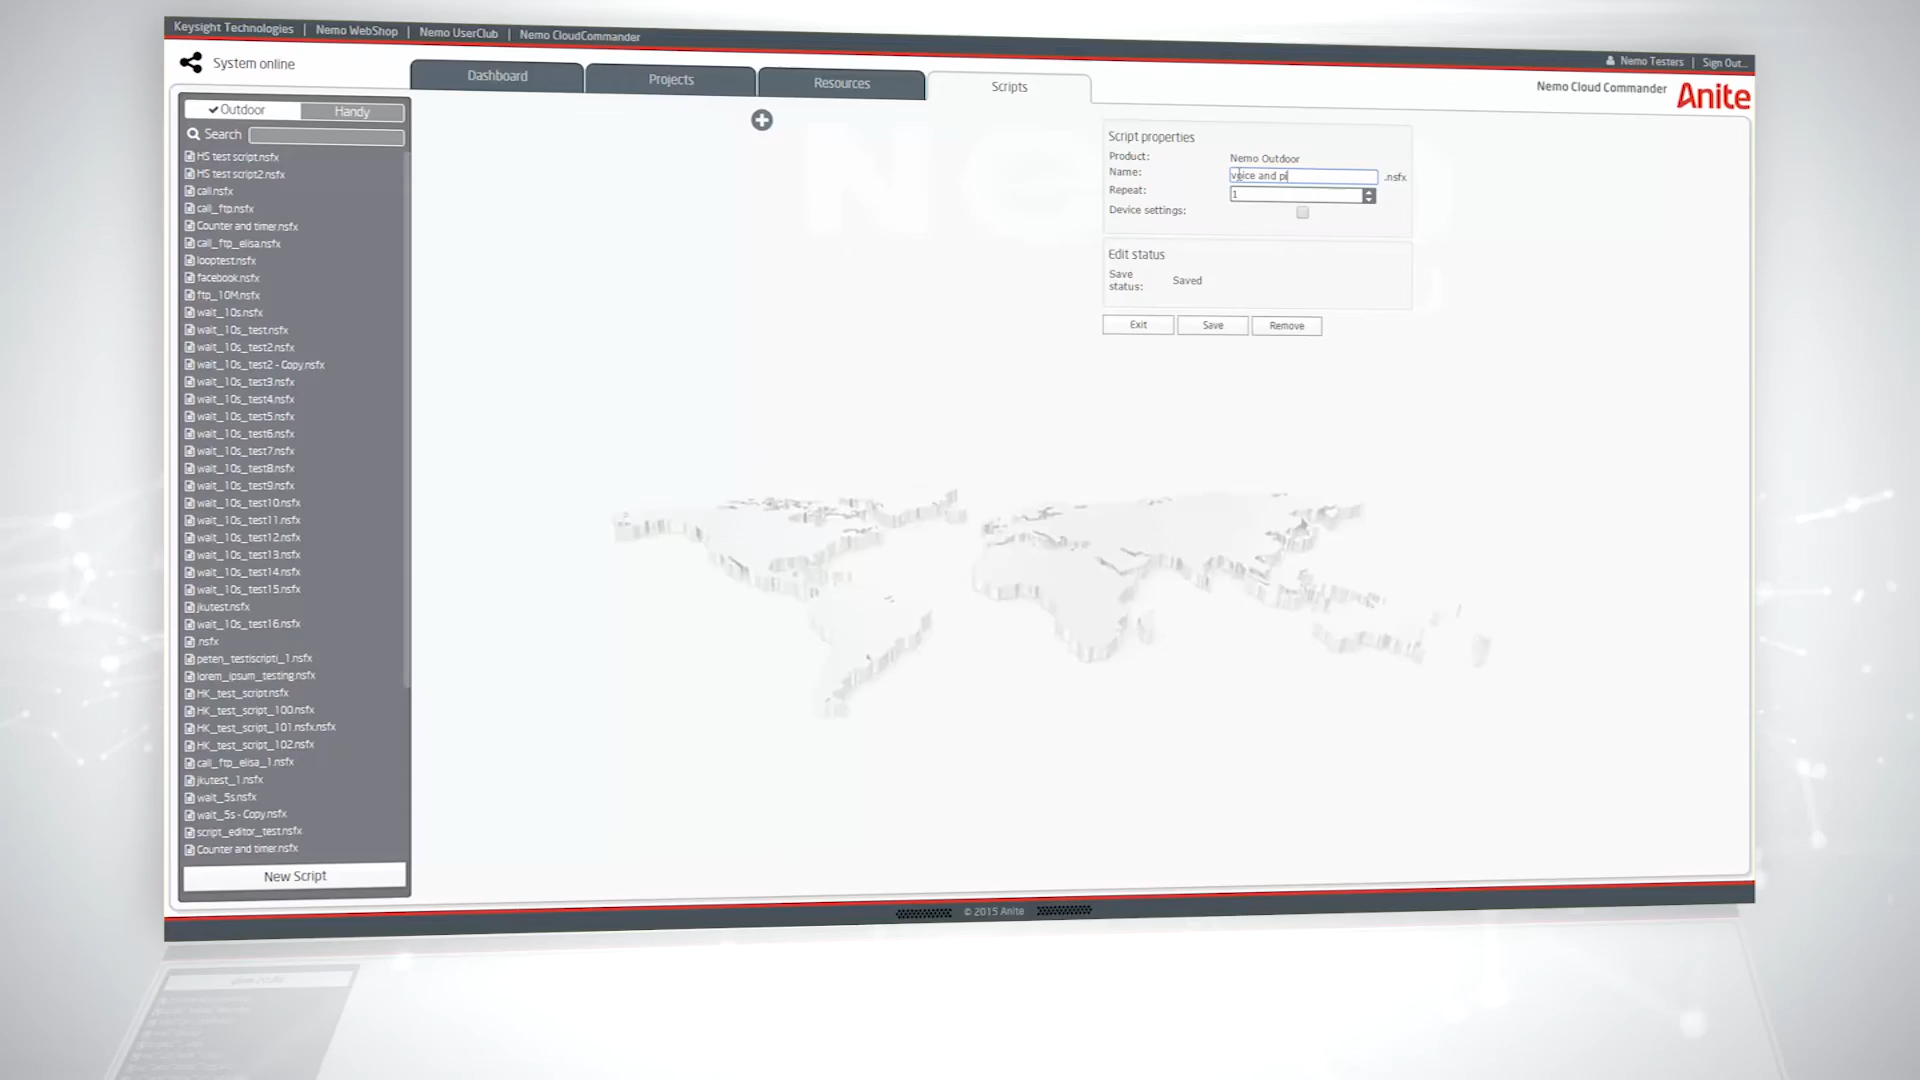 Keysight Technologies | Nemo WebShop | Nemo UserClub | Nemo CloudCommander
Nemo Testers | Sign Out...
System online
Dashboard
Projects
Resources
Scripts
Nemo Cloud Commander
Anite
Outdoor
Handy
Search
HS test script.nsfx
HS test script2.nsfx
call.nsfx
call_ftp.nsfx
Counter and timer.nsfx
call_ftp_elisa.nsfx
looptest.nsfx
facebook.nsfx
ftp_10M.nsfx
wait_10s.nsfx
wait_10s_test.nsfx
wait_10s_test2.nsfx
wait_10s_test2 - Copy.nsfx
wait_10s_test3.nsfx
wait_10s_test4.nsfx
wait_10s_test5.nsfx
wait_10s_test6.nsfx
wait_10s_test7.nsfx
wait_10s_test8.nsfx
wait_10s_test9.nsfx
wait_10s_test10.nsfx
wait_10s_test11.nsfx
wait_10s_test12.nsfx
wait_10s_test13.nsfx
wait_10s_test14.nsfx
wait_10s_test15.nsfx
jkutest.nsfx
wait_10s_test16.nsfx
.nsfx
peten_testiscripti_1.nsfx
lorem_ipsum_testing.nsfx
HK_test_script.nsfx
HK_test_script_100.nsfx
HK_test_script_101.nsfx.nsfx
HK_test_script_102.nsfx
call_ftp_elisa_1.nsfx
jkutest_1.nsfx
wait_5s.nsfx
wait_5s - Copy.nsfx
script_editor_test.nsfx
Counter and timer.nsfx
New Script
Script properties
Product: Nemo Outdoor
Name: voice and pi .nsfx
Repeat: 1
Device settings:
Edit status
Save status: Saved
Exit
Save
Remove
© 2015 Anite